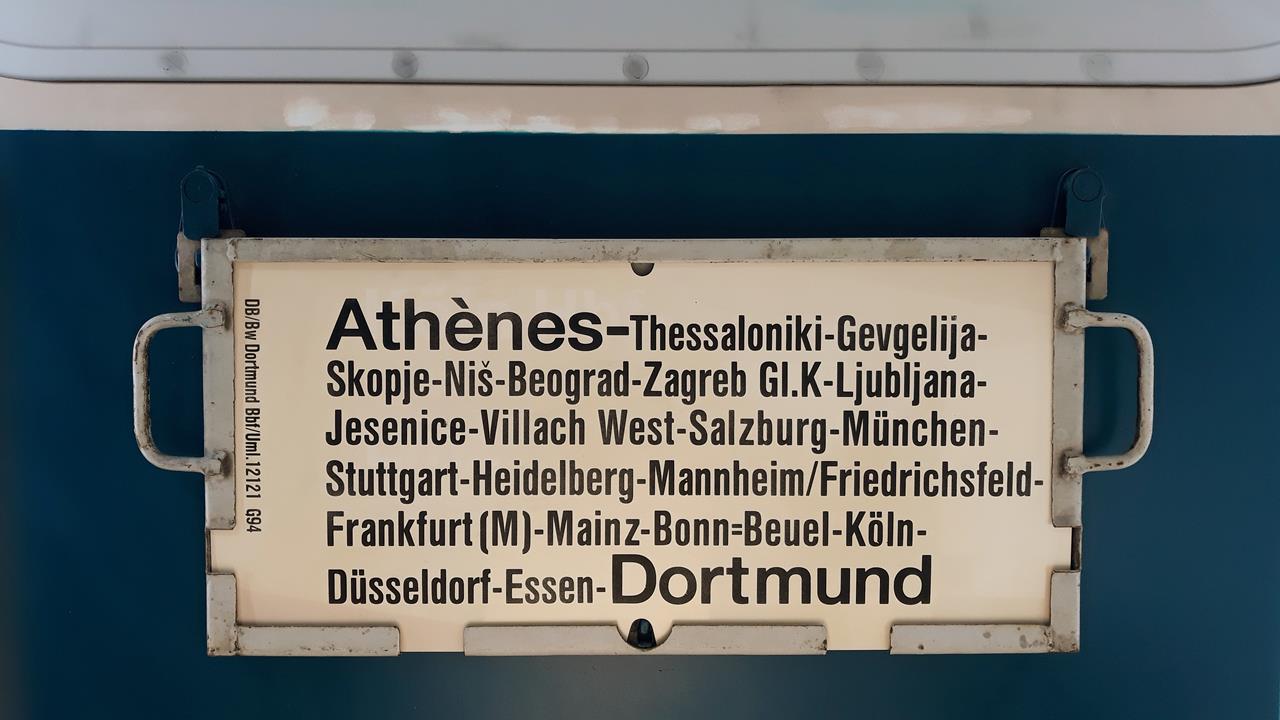 Athènes-Thessaloniki-Gevgelija-
Skopje-Niš-Beograd-Zagreb Gl.K-Ljubljana-
Jesenice-Villach West-Salzburg-München-
Stuttgart-Heidelberg-Mannheim/Friedrichsfeld-
Frankfurt(M)-Mainz-Bonn=Beuel-Köln-
Düsseldorf-Essen-Dortmund
DB/Bw Dortmund Bbf/Uml. 12121 G94